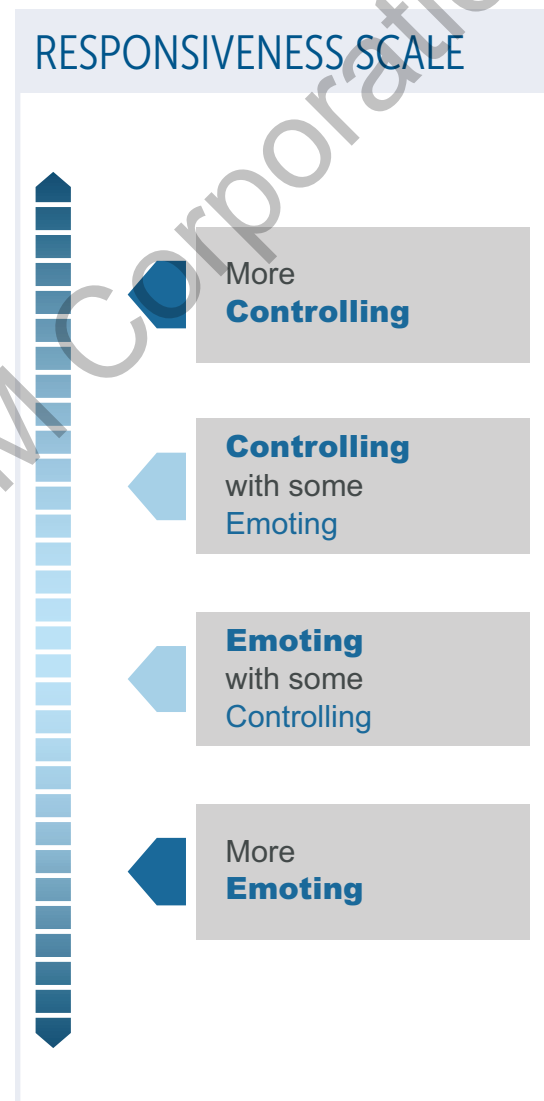 RESPONSIVENESS SCALE
More
Controlling
Controlling
with some
Emoting
Emoting
with some
Controlling
More
Emoting